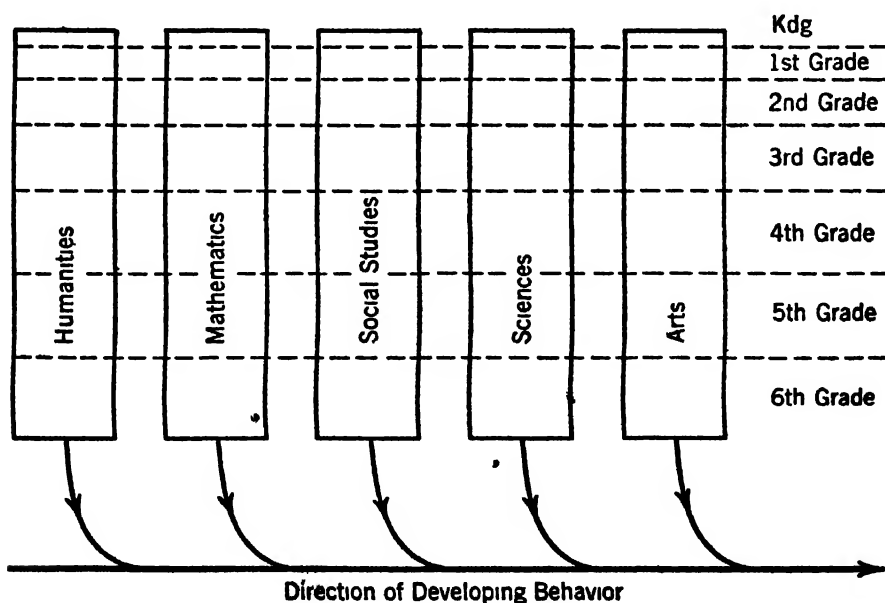 Kdg
1st Grade
2nd Grade
3rd Grade
4th Grade
5th Grade
6th Grade
Humanities
Mathematics
Social Studies
Sciences
Arts
Direction of Developing Behavior